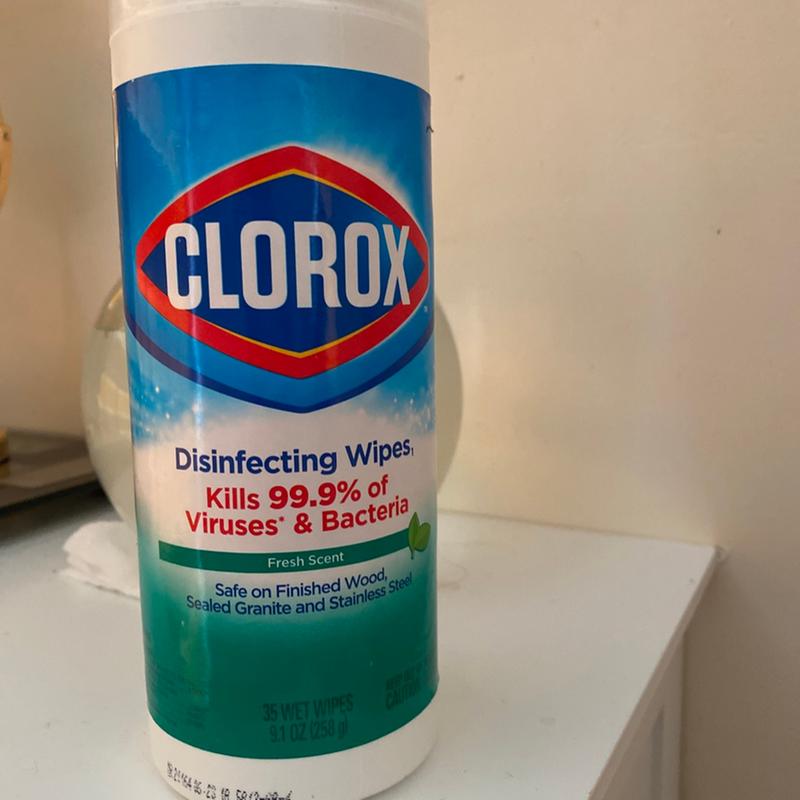 CLOROX
Disinfecting Wipes,
Kills 99.9% of
Viruses* & Bacteria
Fresh Scent
Safe on Finished Wood,
Sealed Granite and Stainless Steel
35 WET WIPES
9.1 OZ (258 g)
CAUTION